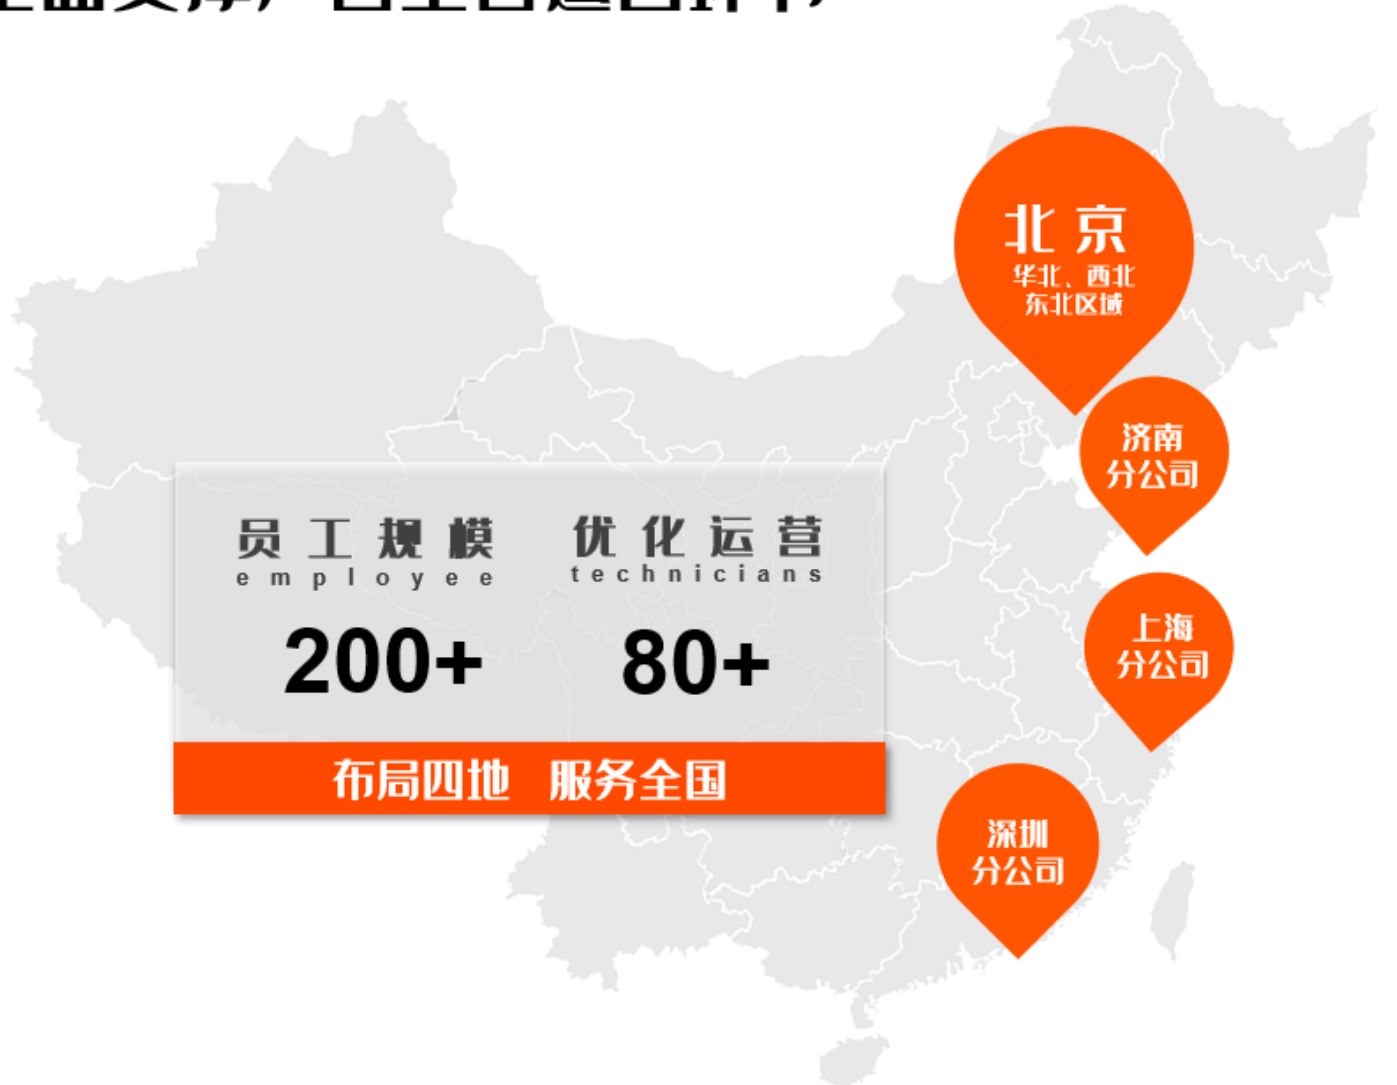 北京
华北、西北
东北区域
济南
分公司
员工规模
employee
优化运营
technicians
200+
80+
上海
分公司
布局四地 服务全国
深圳
分公司